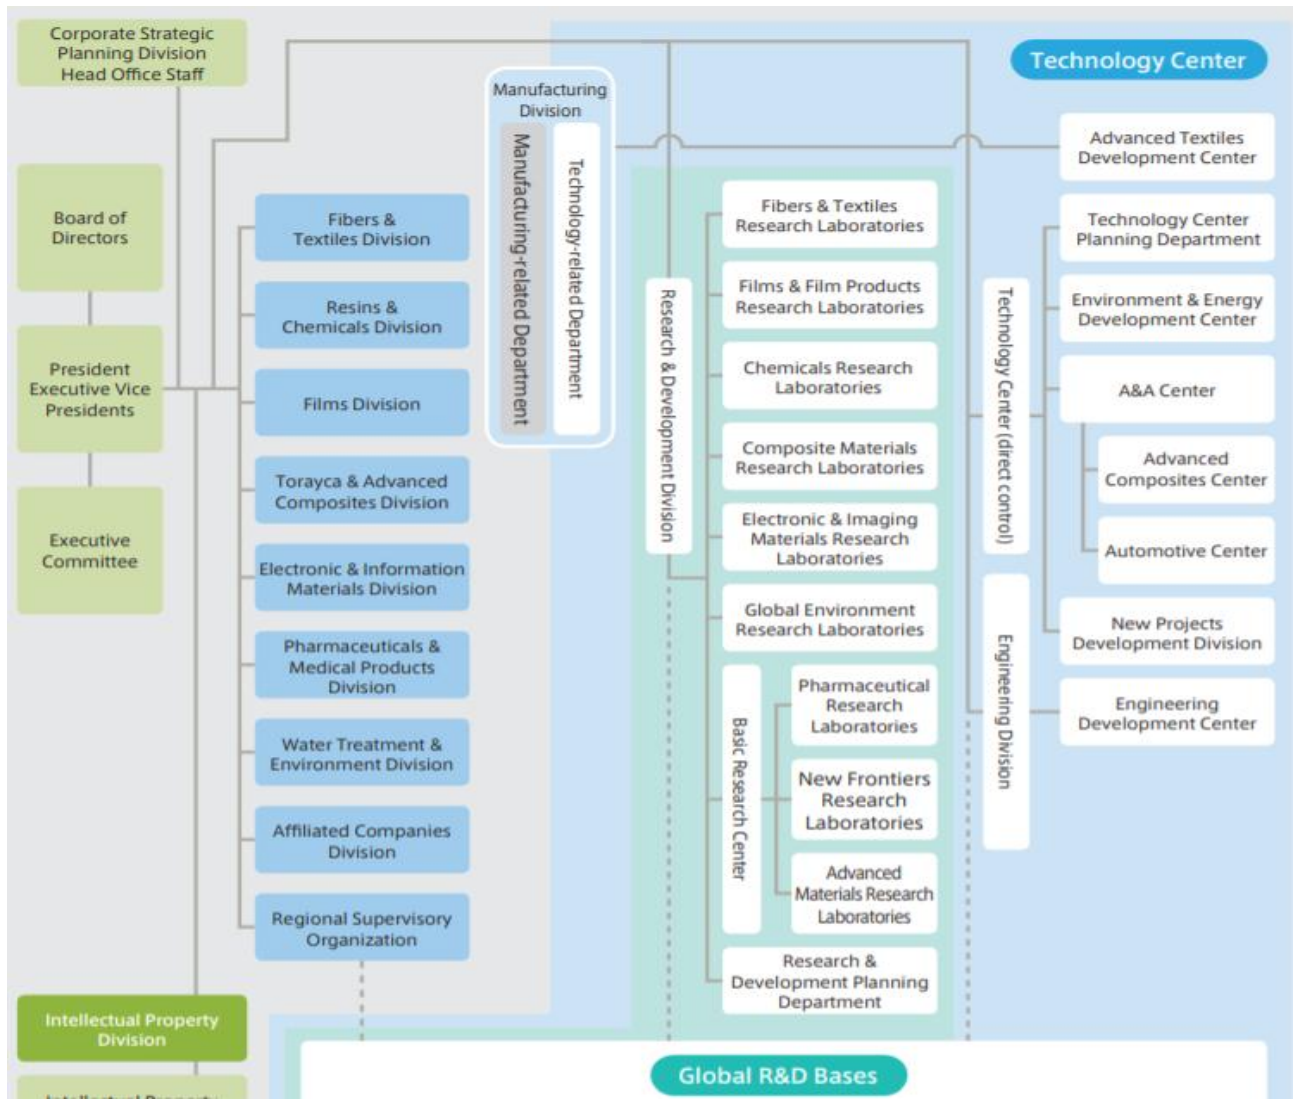 Corporate Strategic
Planning Division
Head Office Staff
Board of
Directors
President
Executive Vice
Presidents
Executive
Committee
Intellectual Property
Division
Intellectual Property
Fibers &
Textiles Division
Resins &
Chemicals Division
Films Division
Torayca & Advanced
Composites Division
Electronic & Information
Materials Division
Pharmaceuticals &
Medical Products
Division
Water Treatment &
Environment Division
Affiliated Companies
Division
Regional Supervisory
Organization
Manufacturing
Division
Manufacturing-related Department
Technology-related Department
Research & Development Division
Fibers & Textiles
Research Laboratories
Films & Film Products
Research Laboratories
Chemicals Research
Laboratories
Composite Materials
Research Laboratories
Electronic & Imaging
Materials Research
Laboratories
Global Environment
Research Laboratories
Basic Research Center
Pharmaceutical
Research
Laboratories
New Frontiers
Research
Laboratories
Advanced
Materials Research
Laboratories
Research &
Development Planning
Department
Technology Center
Advanced Textiles
Development Center
Technology Center (direct control)
Technology Center
Planning Department
Environment & Energy
Development Center
A&A Center
Advanced
Composites Center
Automotive Center
New Projects
Development Division
Engineering Division
Engineering
Development Center
Global R&D Bases